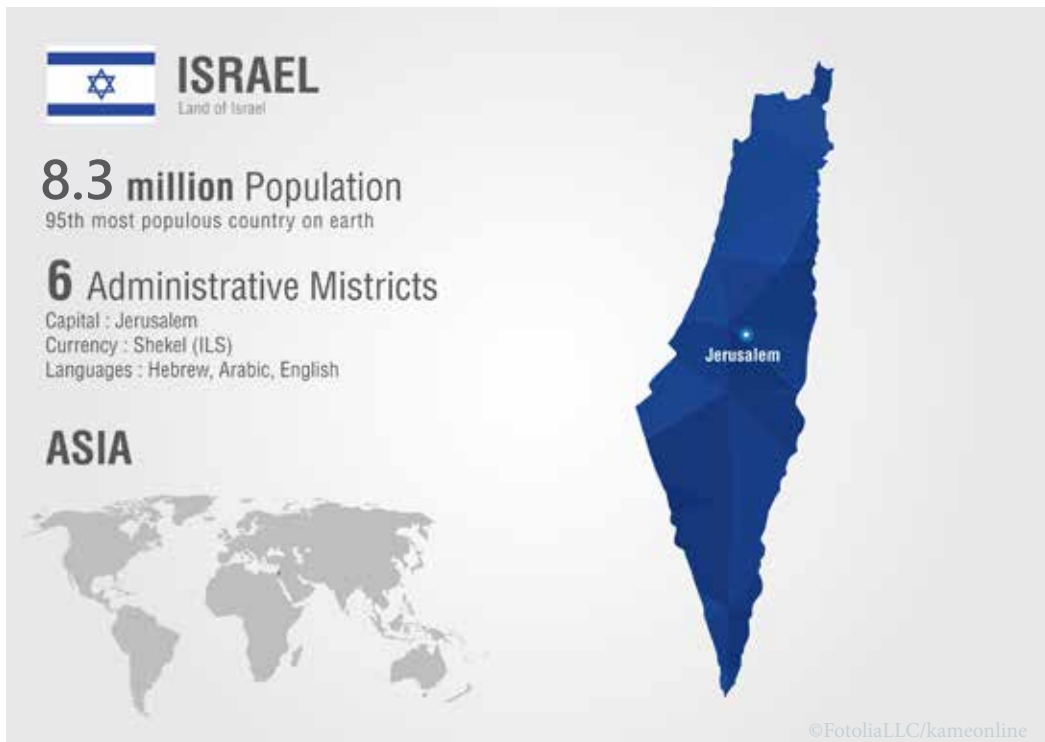 ISRAEL
Land of Israel
8.3 million Population
95th most populous country on earth
6 Administrative Mistricts
Capital : Jerusalem
Currency : Shekel (ILS)
Languages : Hebrew, Arabic, English
ASIA
Jerusalem
©FotoliaLLC/kameonline